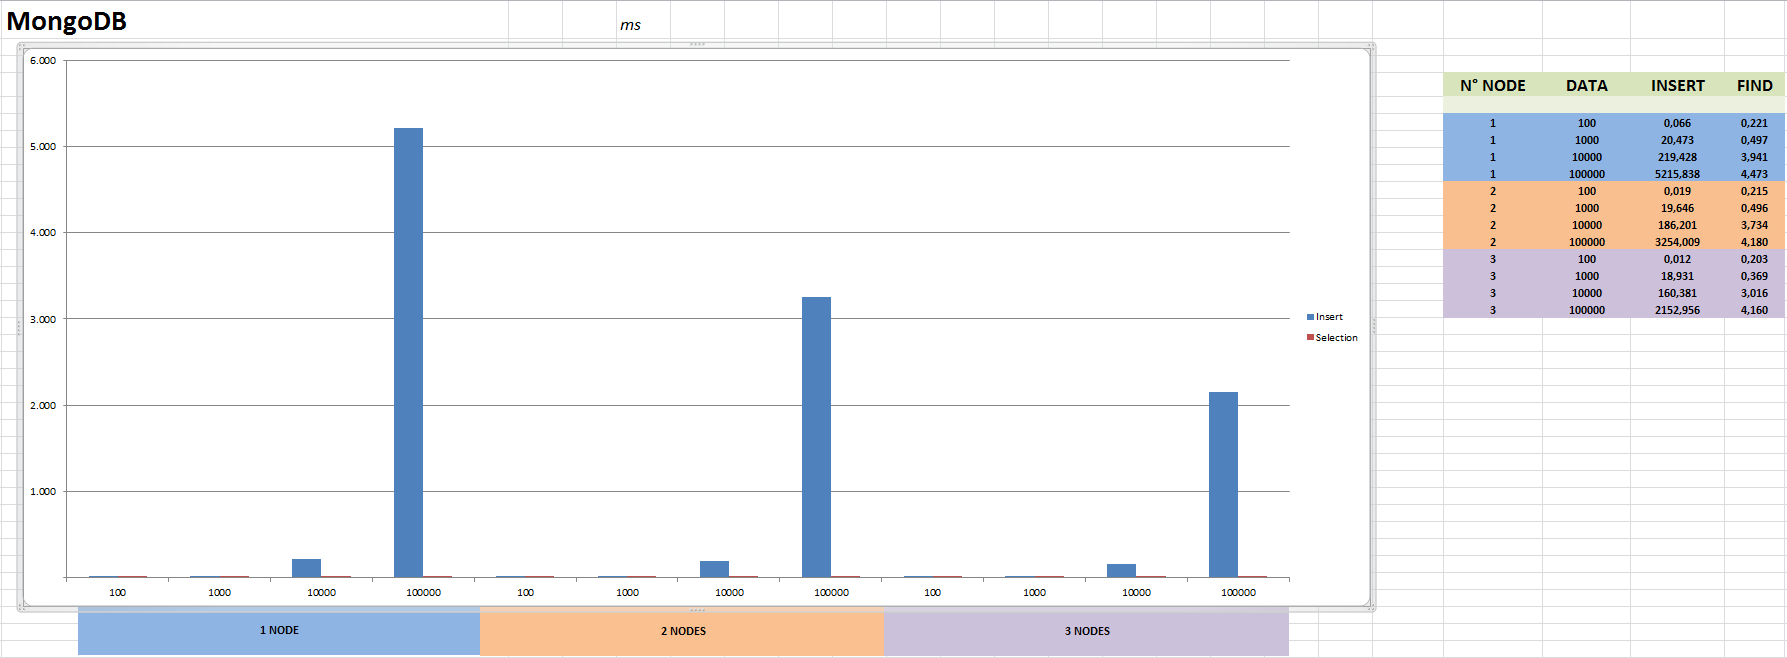 MongoDB
ms
6.000
5.000
4.000
3.000
2.000
1.000
100 1000 10000 100000 100 1000 10000 100000 100 1000 10000 100000
1 NODE 2 NODES 3 NODES
Insert
Selection
N° NODE DATA INSERT FIND
1 100 0,066 0,221
1 1000 20,473 0,497
1 10000 219,428 3,941
1 100000 5215,838 4,473
2 100 0,019 0,215
2 1000 19,646 0,496
2 10000 186,201 3,734
2 100000 3254,009 4,180
3 100 0,012 0,203
3 1000 18,931 0,369
3 10000 160,381 3,016
3 100000 2152,956 4,160